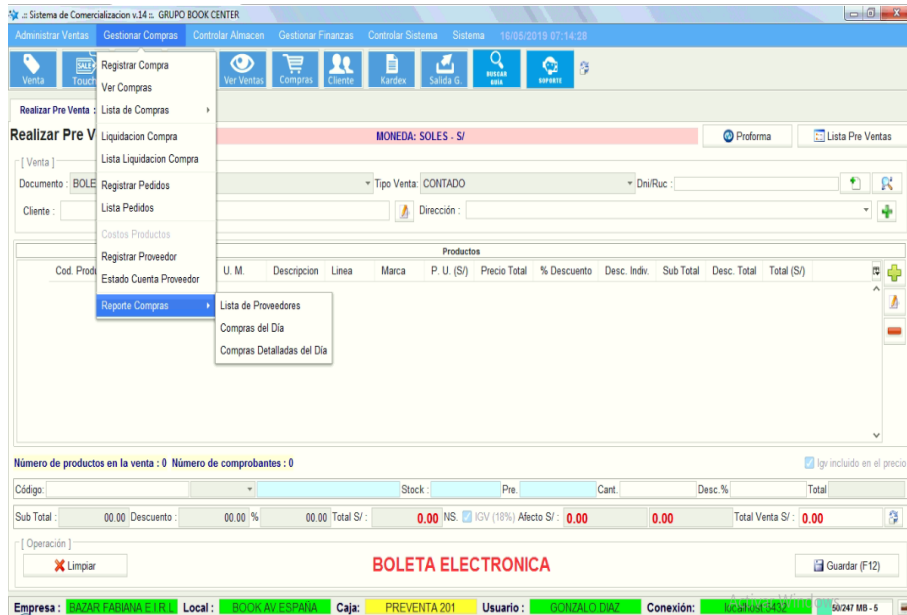 .:: Sistema de Comercializacion v.14 ::. GRUPO BOOK CENTER
Administrar Ventas Gestionar Compras Controlar Almacen Gestionar Finanzas Controlar Sistema Sistema 16/05/2019 07:14:28
Venta Touch Ver Ventas Compras Cliente Kardex Salida G. BUSCAR GUÍA SOPORTE
SALE
Registrar Compra
Ver Compras
Lista de Compras
Liquidacion Compra
Lista Liquidacion Compra
Registrar Pedidos
Lista Pedidos
Costos Productos
Registrar Proveedor
Estado Cuenta Proveedor
Reporte Compras
Lista de Proveedores
Compras del Día
Compras Detalladas del Día
Realizar Pre Venta :
Realizar Pre V MONEDA: SOLES - S/ Proforma Lista Pre Ventas
[ Venta ]
Documento : BOLE Tipo Venta: CONTADO Dni/Ruc :
Cliente : Dirección :
Productos
Cod. Produ U. M. Descripcion Linea Marca P. U. (S/) Precio Total % Descuento Desc. Indiv. Sub Total Desc. Total Total (S/)
Número de productos en la venta : 0 Número de comprobantes : 0 Igv incluido en el precio
Código: Stock : Pre. Cant. Desc.% Total
Sub Total : 00.00 Descuento : 00.00 % 00.00 Total S/ : 0.00 NS. IGV (18%) Afecto S/ : 0.00 0.00 Total Venta S/ : 0.00
[ Operación ]
Limpiar BOLETA ELECTRONICA Guardar (F12)
Empresa : BAZAR FABIANA E.I.R.L Local : BOOK AV.ESPAÑA Caja: PREVENTA 201 Usuario : GONZALO.DIAZ Conexión: localhost:5432 50/247 MB - 5